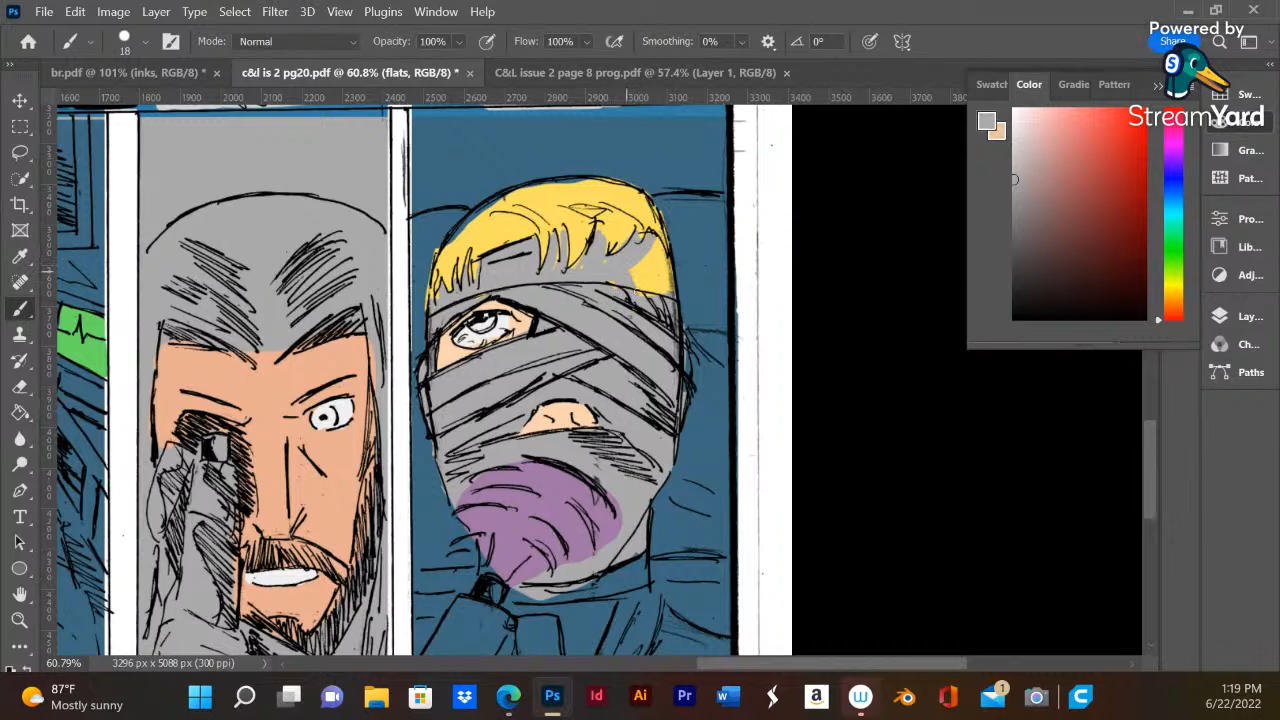 File Edit Image Layer Type Select Filter 3D View Plugins Window Help
Powered by
18 Mode: Normal Opacity: 100% Flow: 100% Smoothing: 0% 0° Share
StreamYard
br.pdf @ 101% (inks, RGB/8) * × c&l is 2 pg20.pdf @ 60.8% (flats, RGB/8) * × C&L issue 2 page 8 prog.pdf @ 57.4% (Layer 1, RGB/8) ×
1600 1700 1800 1900 2000 2100 2200 2300 2400 2500 2600 2700 2800 2900 3000 3100 3200 3300 3400 3500 3600 3700 3800
Swatch Color Gradie Pattern
Sw...
Gra...
Pat...
Pro...
Lib...
Adj...
Lay...
Ch...
Paths
60.79% 3296 px x 5088 px (300 ppi)
87°F
Mostly sunny
1:19 PM
6/22/2022